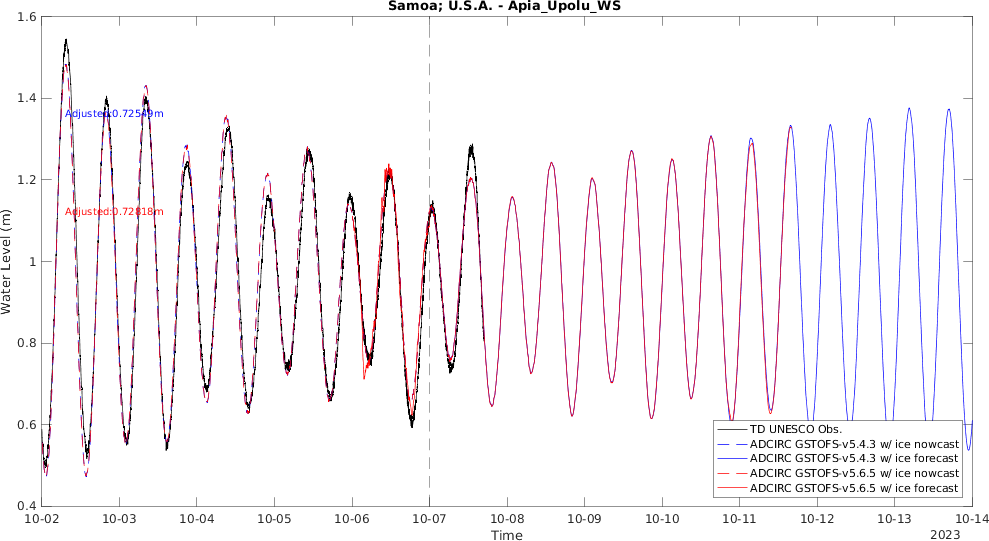 Samoa; U.S.A. - Apia_Upolu_WS
Water Level (m)
1.6
1.4
1.2
1
0.8
0.6
0.4
Adjusted:0.72549m
Adjusted:0.72818m
TD UNESCO Obs.
ADCIRC GSTOFS-v5.4.3 w/ ice nowcast
ADCIRC GSTOFS-v5.4.3 w/ ice forecast
ADCIRC GSTOFS-v5.6.5 w/ ice nowcast
ADCIRC GSTOFS-v5.6.5 w/ ice forecast
10-02 10-03 10-04 10-05 10-06 10-07 10-08 10-09 10-10 10-11 10-12 10-13 10-14
Time
2023